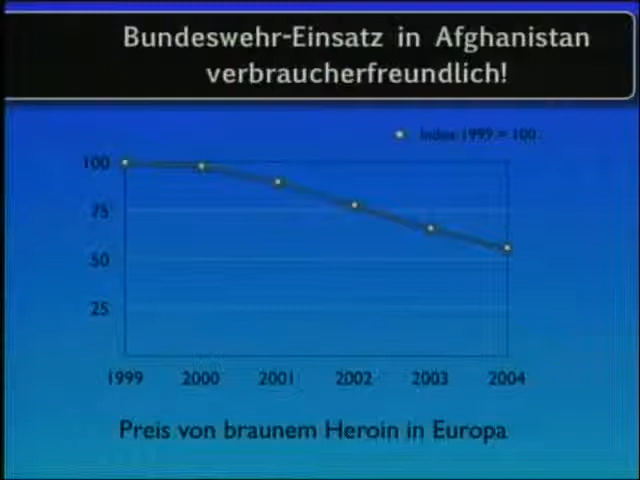 Bundeswehr-Einsatz in Afghanistan
verbraucherfreundlich!
Index 1999 = 100
100
75
50
25
1999 2000 2001 2002 2003 2004
Preis von braunem Heroin in Europa